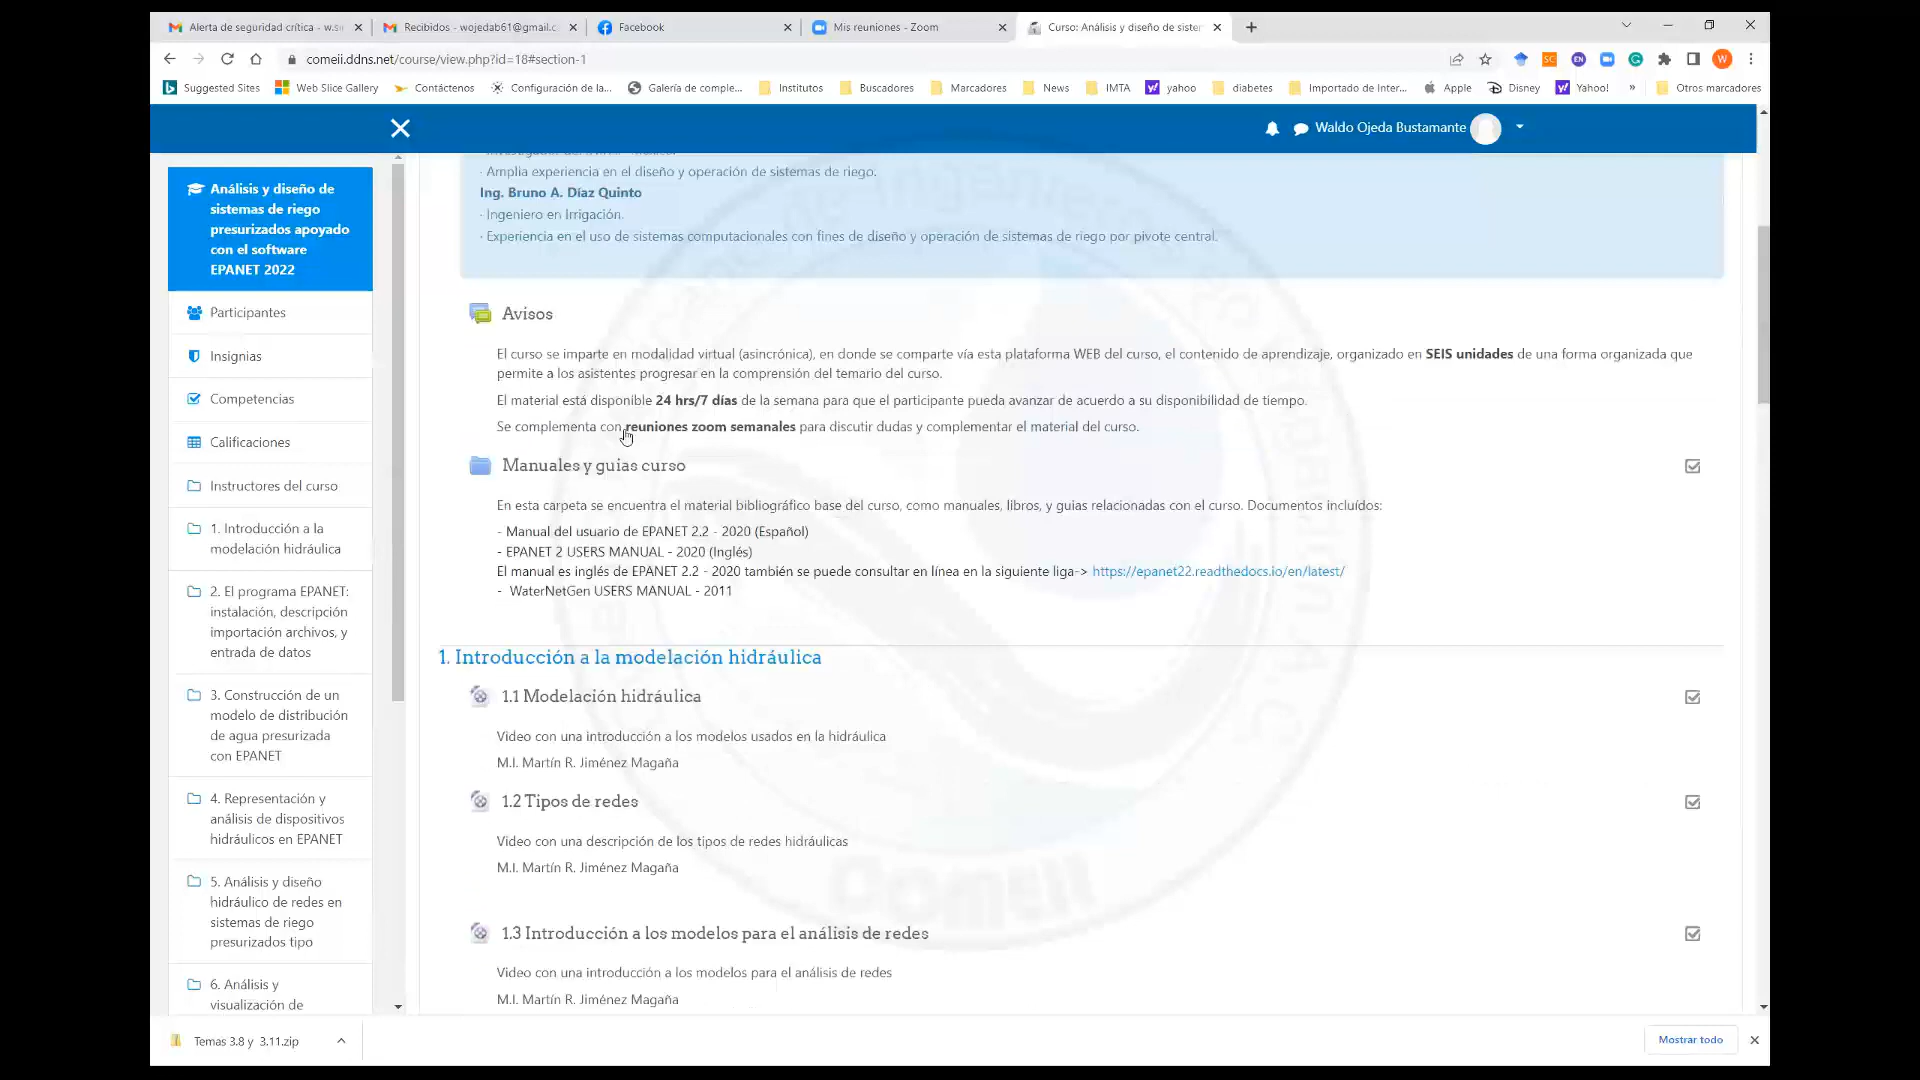 Alerta de seguridad crítica - w.se
Recibidos - wojedab61@gmail.c
Facebook
Mis reuniones - Zoom
Curso: Análisis y diseño de sister
comeii.ddns.net/course/view.php?id=18#section-1
Suggested Sites
Web Slice Gallery
Contáctenos
Configuración de la...
Galería de comple...
Institutos
Buscadores
Marcadores
News
IMTA
yahoo
diabetes
Importado de Inter...
Apple
Disney
Yahoo!
»
Otros marcadores
Waldo Ojeda Bustamante
Análisis y diseño de
sistemas de riego
presurizados apoyado
con el software
EPANET 2022
Participantes
Insignias
Competencias
Calificaciones
Instructores del curso
1. Introducción a la
modelación hidráulica
2. El programa EPANET:
instalación, descripción
importación archivos, y
entrada de datos
3. Construcción de un
modelo de distribución
de agua presurizada
con EPANET
4. Representación y
análisis de dispositivos
hidráulicos en EPANET
5. Análisis y diseño
hidráulico de redes en
sistemas de riego
presurizados tipo
6. Análisis y
visualización de
· Amplia experiencia en el diseño y operación de sistemas de riego.
Ing. Bruno A. Díaz Quinto
· Ingeniero en Irrigación.
· Experiencia en el uso de sistemas computacionales con fines de diseño y operación de sistemas de riego por pivote central.
Avisos
El curso se imparte en modalidad virtual (asincrónica), en donde se comparte vía esta plataforma WEB del curso, el contenido de aprendizaje, organizado en SEIS unidades de una forma organizada que
permite a los asistentes progresar en la comprensión del temario del curso.
El material está disponible 24 hrs/7 días de la semana para que el participante pueda avanzar de acuerdo a su disponibilidad de tiempo.
Se complementa con reuniones zoom semanales para discutir dudas y complementar el material del curso.
Manuales y guias curso
En esta carpeta se encuentra el material bibliográfico base del curso, como manuales, libros, y guias relacionadas con el curso. Documentos incluídos:
- Manual del usuario de EPANET 2.2 - 2020 (Español)
- EPANET 2 USERS MANUAL - 2020 (Inglés)
El manual es inglés de EPANET 2.2 - 2020 también se puede consultar en línea en la siguiente liga-> https://epanet22.readthedocs.io/en/latest/
- WaterNetGen USERS MANUAL - 2011
1. Introducción a la modelación hidráulica
1.1 Modelación hidráulica
Video con una introducción a los modelos usados en la hidráulica
M.I. Martín R. Jiménez Magaña
1.2 Tipos de redes
Video con una descripción de los tipos de redes hidráulicas
M.I. Martín R. Jiménez Magaña
1.3 Introducción a los modelos para el análisis de redes
Video con una introducción a los modelos para el análisis de redes
M.I. Martín R. Jiménez Magaña
Comeii
Temas 3.8 y 3.11.zip
Mostrar todo